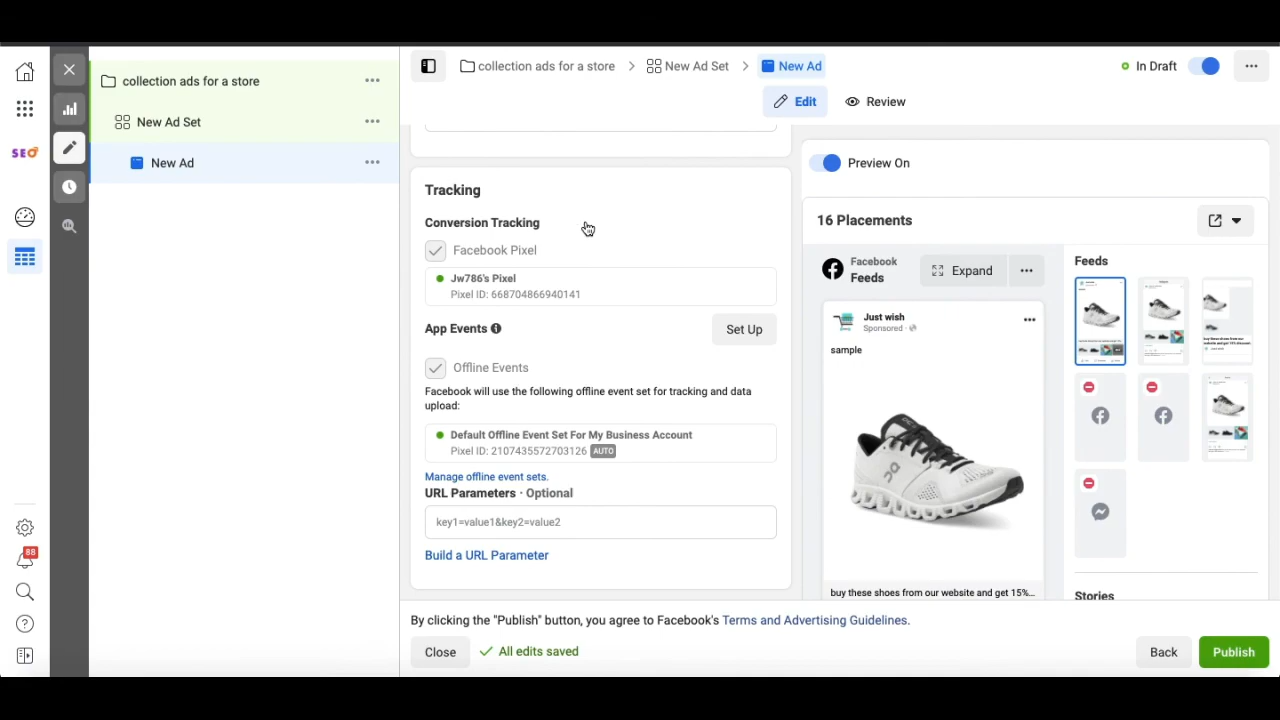 collection ads for a store
New Ad Set
New Ad
SEO
88
collection ads for a store > New Ad Set > New Ad
In Draft
Edit
Review
Tracking
Conversion Tracking
Facebook Pixel
Jw786's Pixel
Pixel ID: 668704866940141
App Events
Set Up
Offline Events
Facebook will use the following offline event set for tracking and data
upload:
Default Offline Event Set For My Business Account
Pixel ID: 2107435572703126 AUTO
Manage offline event sets.
URL Parameters · Optional
key1=value1&key2=value2
Build a URL Parameter
Preview On
16 Placements
Facebook
Feeds
Expand
Just wish
Sponsored ·
sample
buy these shoes from our website and get 15%...
Feeds
Stories
By clicking the "Publish" button, you agree to Facebook's Terms and Advertising Guidelines.
Close
All edits saved
Back
Publish